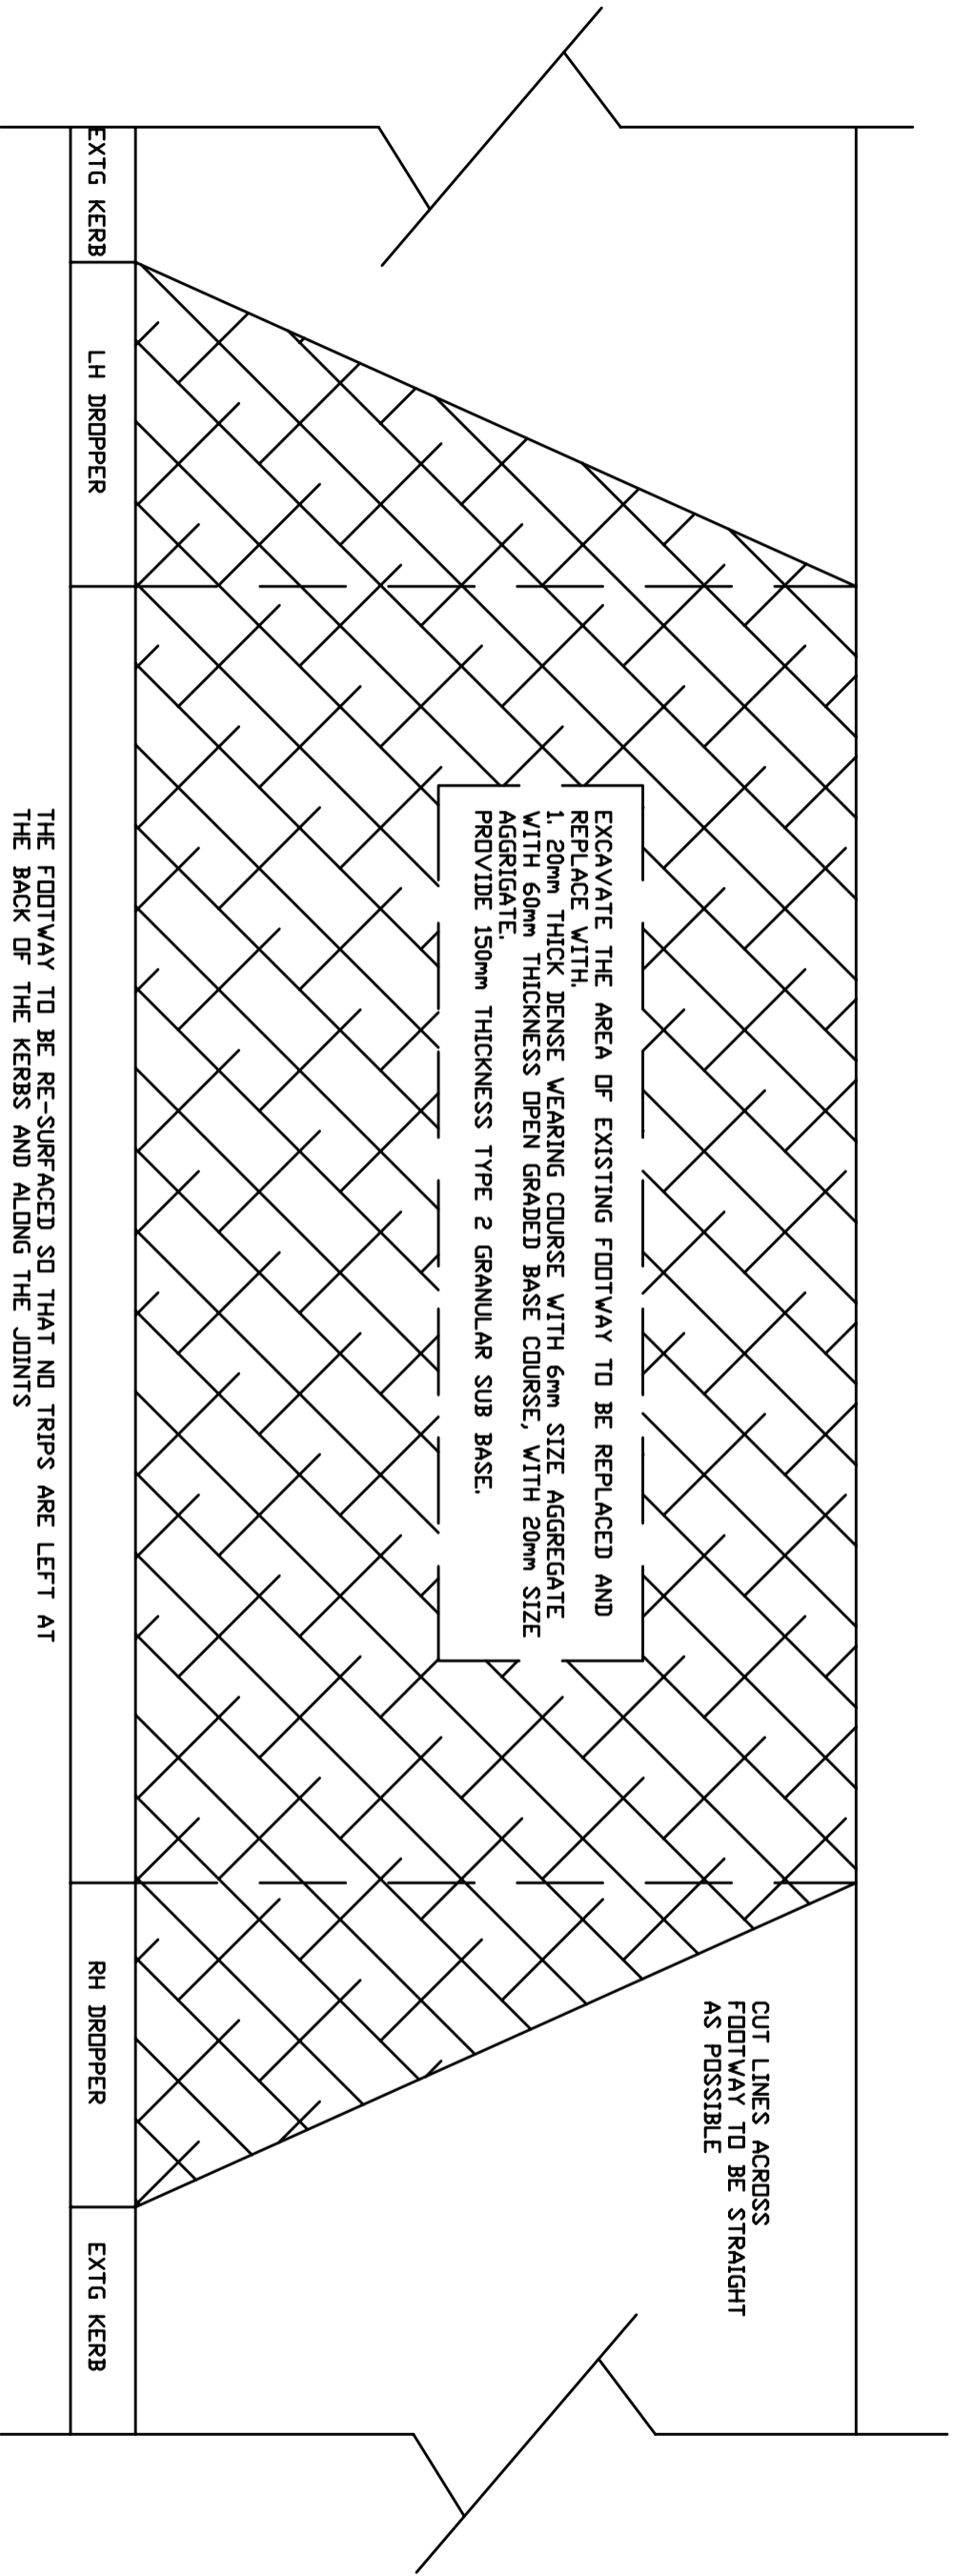 CUT LINES ACROSS
FOOTWAY TO BE STRAIGHT
AS POSSIBLE
EXCAVATE THE AREA OF EXISTING FOOTWAY TO BE REPLACED AND
REPLACE WITH.
1. 20mm THICK DENSE WEARING COURSE WITH 6mm SIZE AGGREGATE
WITH 60mm THICKNESS OPEN GRADED BASE COURSE, WITH 20mm SIZE
AGGRIGATE.
PROVIDE 150mm THICKNESS TYPE 2 GRANULAR SUB BASE.
EXTG KERB
LH DROPPER
RH DROPPER
EXTG KERB
THE FOOTWAY TO BE RE-SURFACED SO THAT NO TRIPS ARE LEFT AT
THE BACK OF THE KERBS AND ALONG THE JOINTS